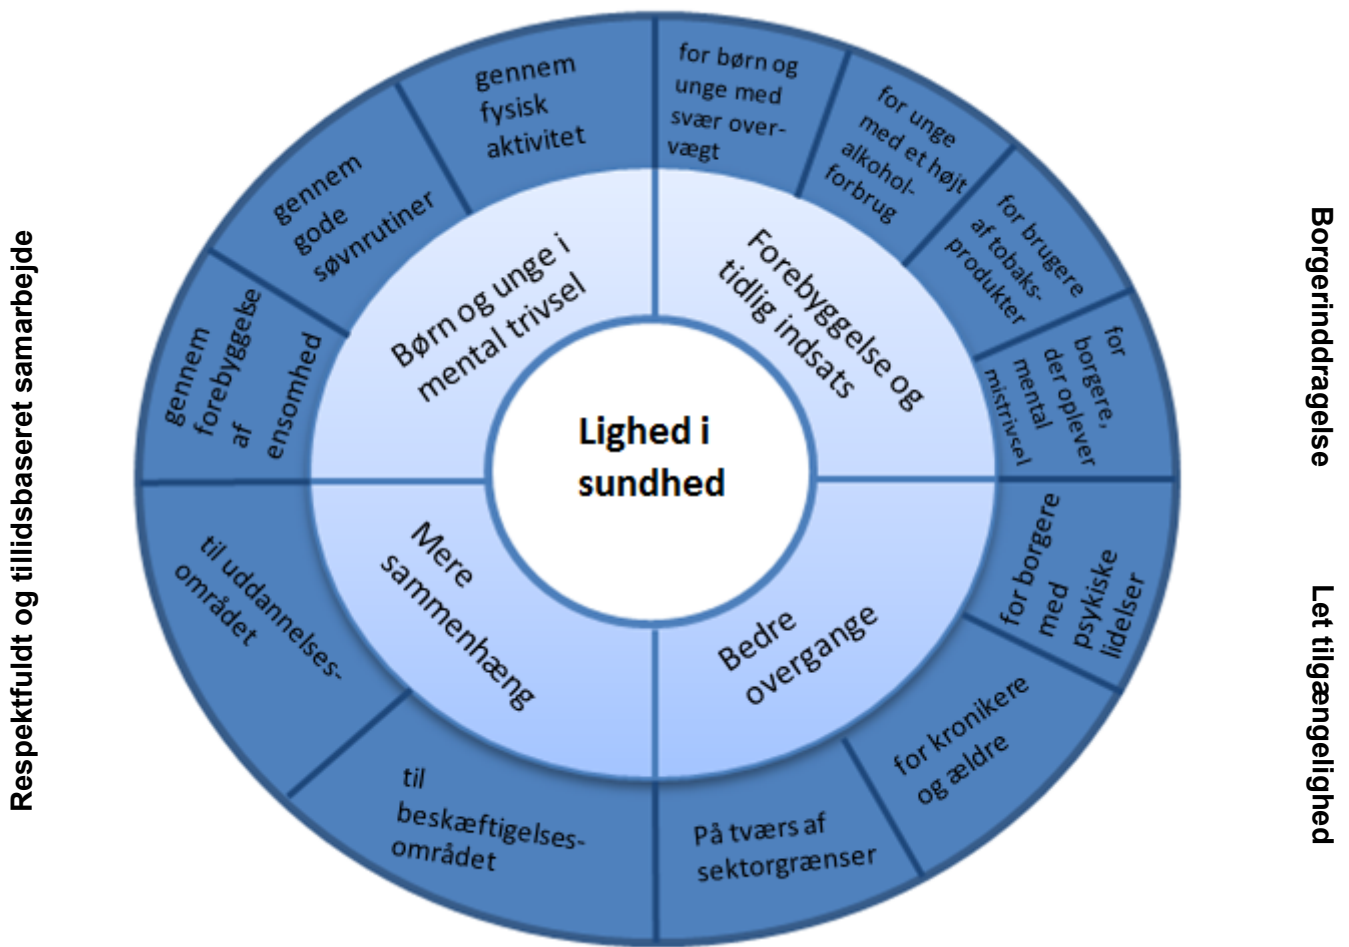 Respektfuldt og tillidsbaseret samarbejde
gennem
fysisk
aktivitet
gennem
gode
søvnrutiner
gennem
forebyggelse
af
ensomhed
Børn og unge i
mental trivsel
for børn og
unge med
svær over-
vægt
for unge
med et højt
alkohol-
forbrug
for brugere
af tobaks-
produkter
for
borgere,
der oplever
mental
mistrivsel
Forebyggelse og
tidlig indsats
Lighed i
sundhed
Mere
sammenhæng
til uddannelses-
området
til
beskæftigelses-
området
Bedre
overgange
for borgere
med
psykiske
lidelser
for kronikere
og ældre
På tværs af
sektorgrænser
Borgerinddragelse
Let tilgængelighed